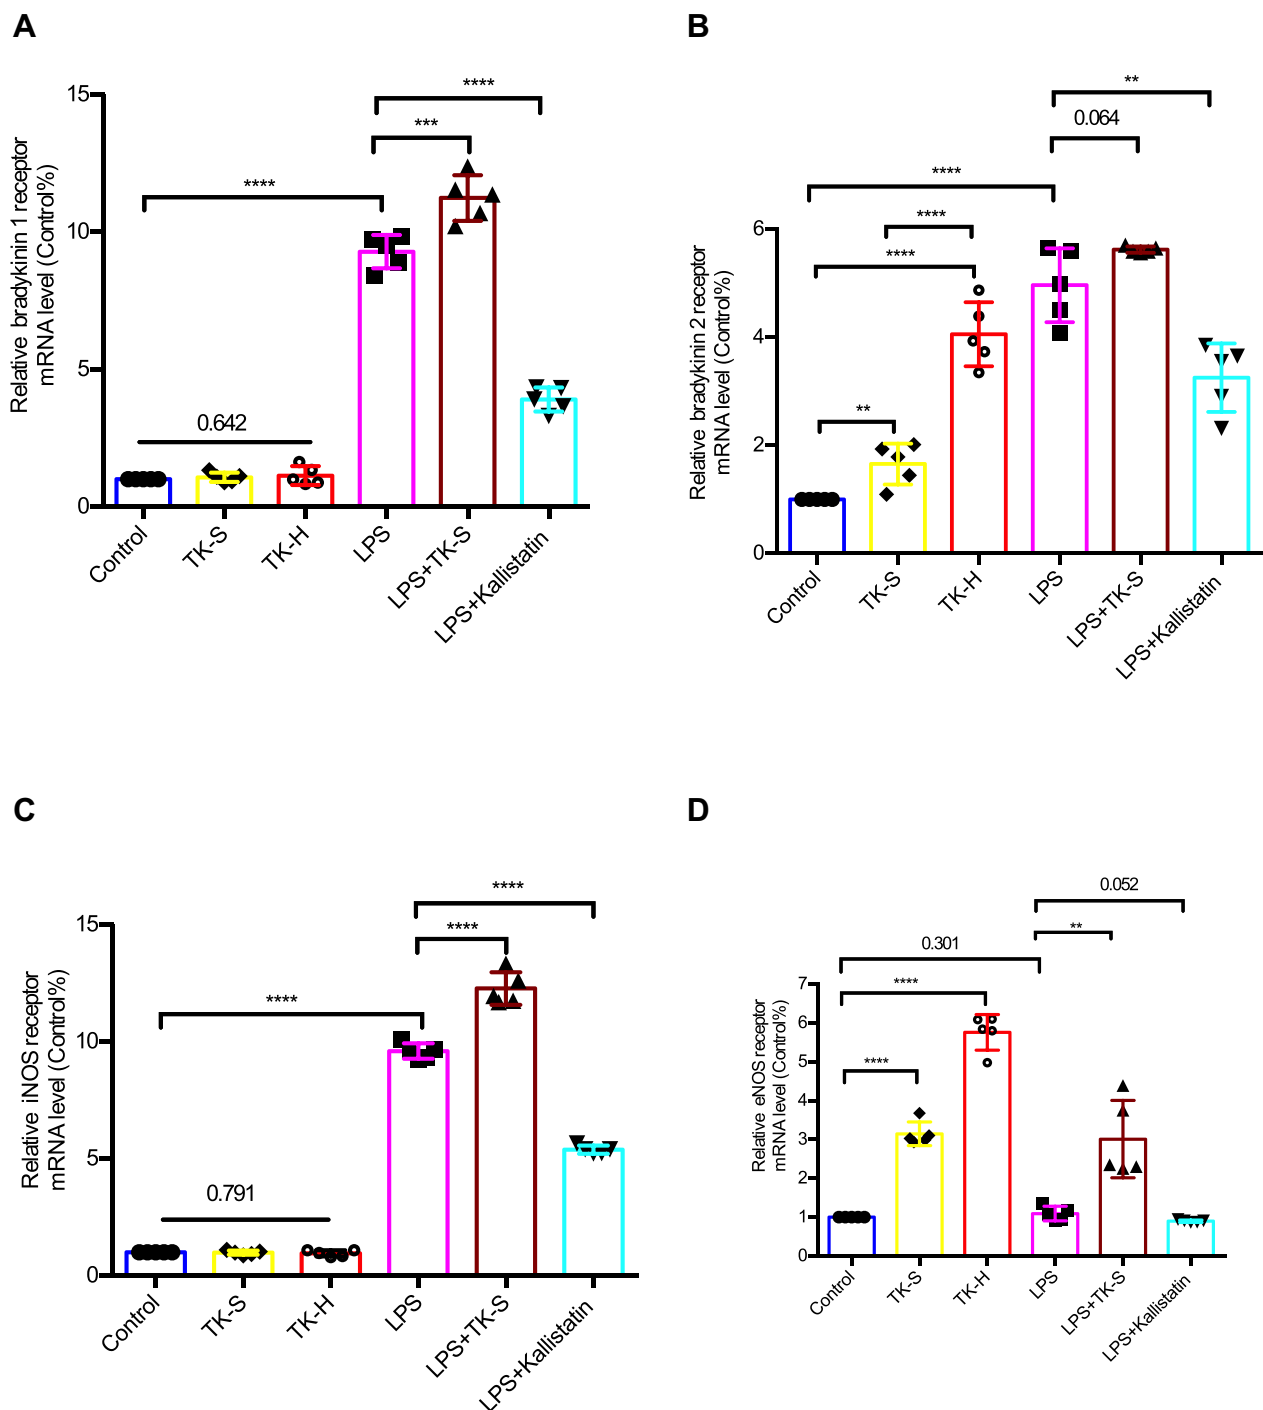 A
Relative bradykinin 1 receptor
mRNA level (Control%)
15
10
5
0
****
***
****
0.642
Control
TK-S
TK-H
LPS
LPS+TK-S
LPS+Kallistatin
B
Relative bradykinin 2 receptor
mRNA level (Control%)
6
4
2
0
**
0.064
****
****
****
**
Control
TK-S
TK-H
LPS
LPS+TK-S
LPS+Kallistatin
C
Relative iNOS receptor
mRNA level (Control%)
15
10
5
0
****
****
****
0.791
Control
TK-S
TK-H
LPS
LPS+TK-S
LPS+Kallistatin
D
Relative eNOS receptor
mRNA level (Control%)
7
6
5
4
3
2
1
0
0.052
**
0.301
****
****
Control
TK-S
TK-H
LPS
LPS+TK-S
LPS+Kallistatin